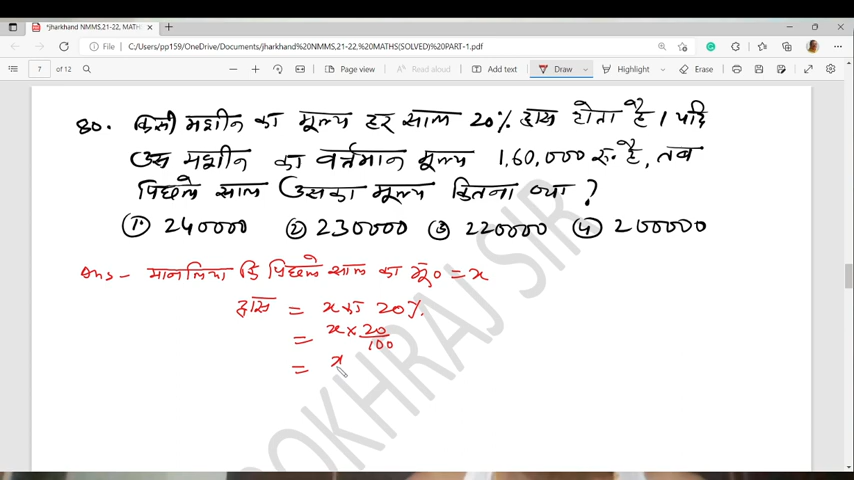 *jharkhand NMMS,21-22, MATHS
File | C:/Users/pp159/OneDrive/Documents/jharkhand%20NMMS,21-22,%20MATHS(SOLVED)%20PART-1.pdf
7 of 12 Page view Read aloud Add text Draw Highlight Erase
80. किसी मशीन का मूल्य हर साल 20% ह्रास होता है। यदि
उस मशीन का वर्तमान मूल्य 1,60,000 रु. है, तब
पिछले साल उसका मूल्य कितना था ?
① 240000 ② 230000 ③ 220000 ④ 200000
Ans - मानलिया कि पिछले साल का मू० = x
ह्रास = x का 20%
= x × 20/100
= x
POKHRAJ SIR